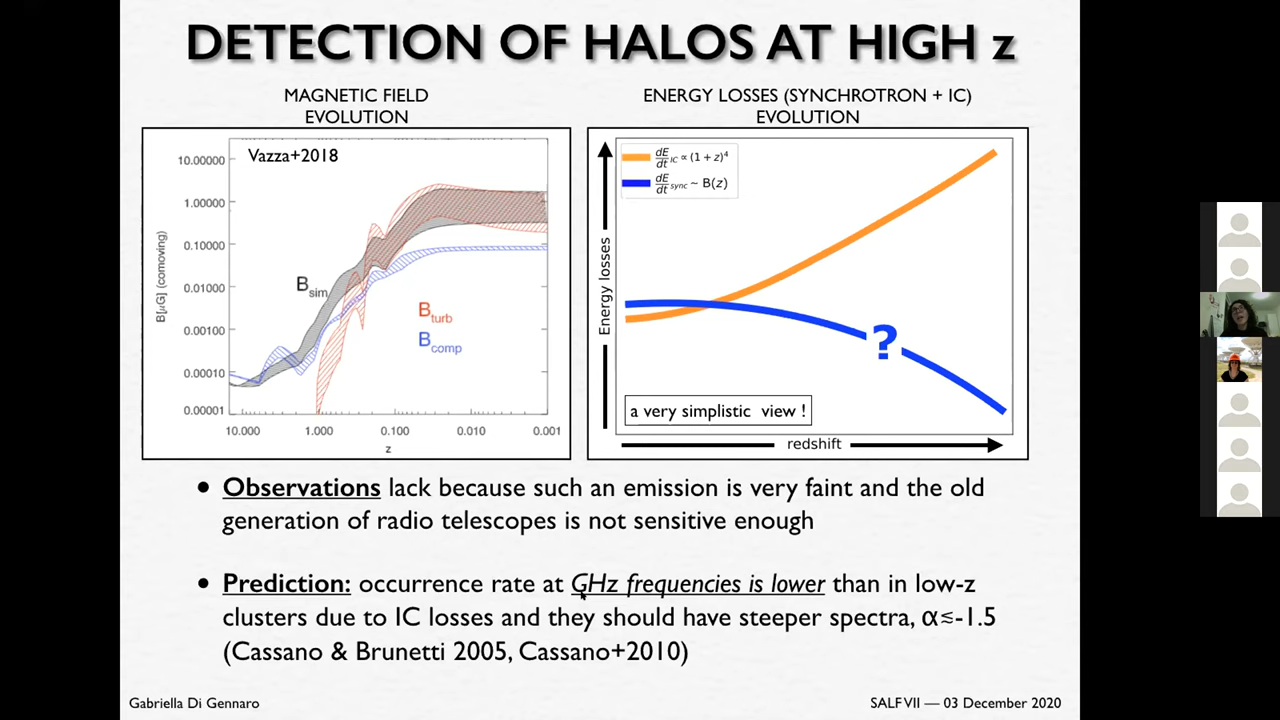 DETECTION OF HALOS AT HIGH z
MAGNETIC FIELD
EVOLUTION
ENERGY LOSSES (SYNCHROTRON + IC)
EVOLUTION
Vazza+2018
10.00000
1.00000
0.10000
0.01000
0.00100
0.00010
0.00001
B[μG] (comoving)
B_sim
B_turb
B_comp
10.000 1.000 0.100 0.010 0.001
z
dE/dt_IC ∝ (1 + z)^4
dE/dt_sync ~ B(z)
Energy losses
?
a very simplistic view !
redshift
• Observations lack because such an emission is very faint and the old
generation of radio telescopes is not sensitive enough
• Prediction: occurrence rate at GHz frequencies is lower than in low-z
clusters due to IC losses and they should have steeper spectra, α≲-1.5
(Cassano & Brunetti 2005, Cassano+2010)
Gabriella Di Gennaro
SALF VII — 03 December 2020